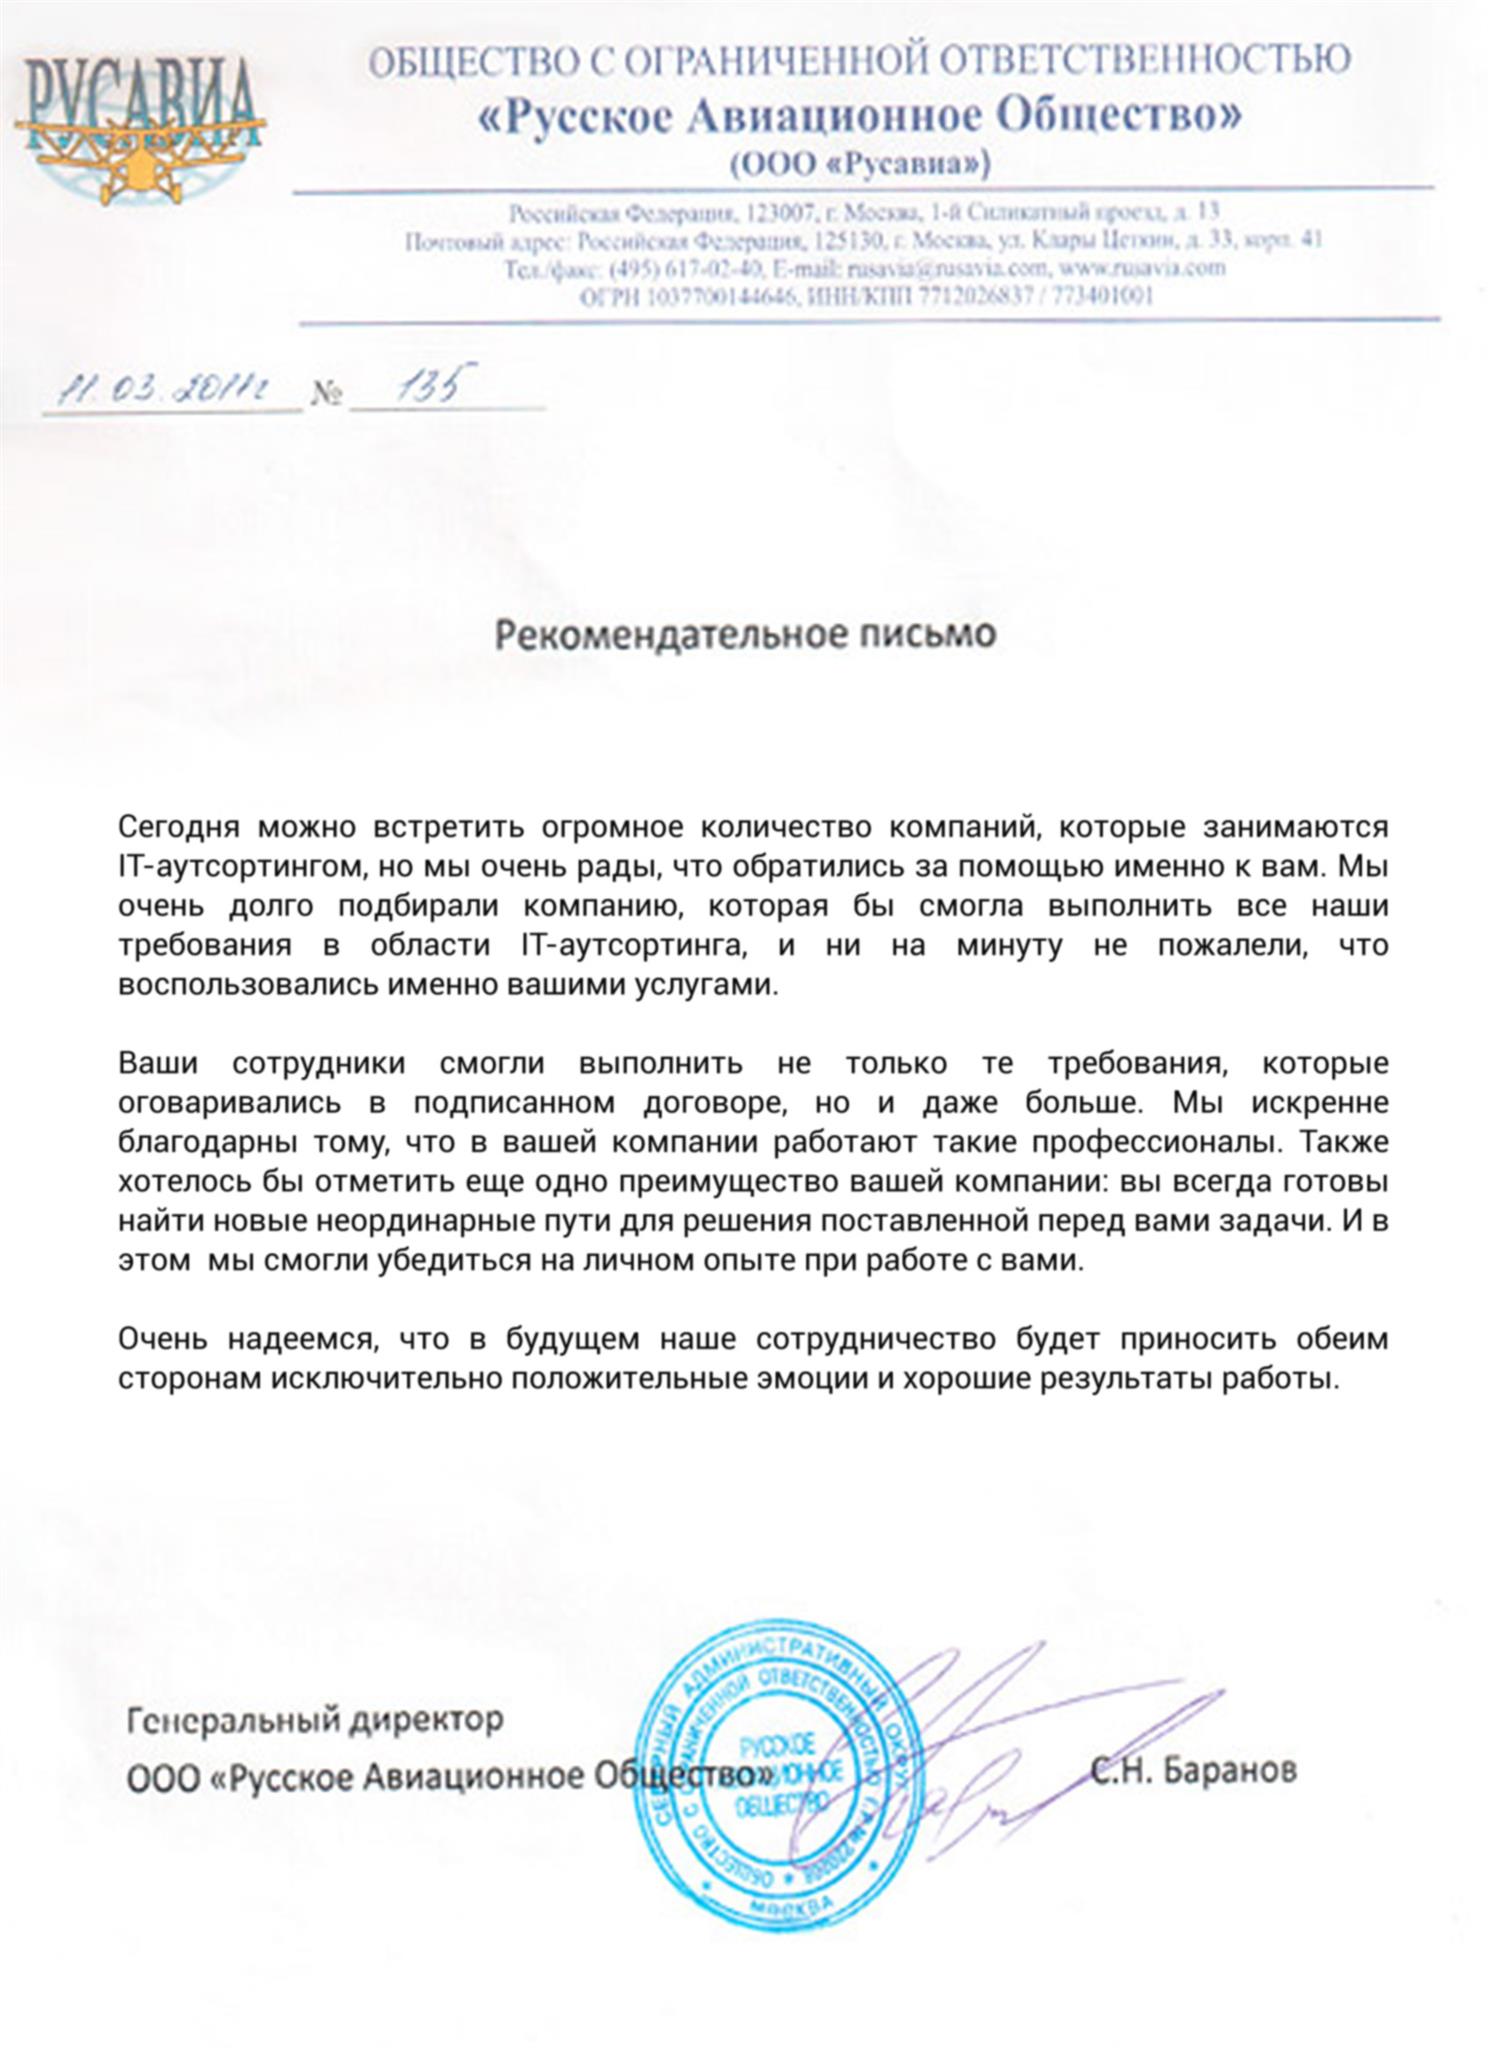 РУСАВИА
ОБЩЕСТВО С ОГРАНИЧЕННОЙ ОТВЕТСТВЕННОСТЬЮ
«Русское Авиационное Общество»
(ООО «Русавиа»)
Российская Федерация, 123007, г. Москва, 1-й Силикатный проезд, д. 13
Почтовый адрес: Российская Федерация, 125130, г. Москва, ул. Клары Цеткин, д. 33, корп. 41
Тел./факс: (495) 617-02-40, E-mail: rusavia@rusavia.com, www.rusavia.com
ОГРН 1037700144646, ИНН/КПП 7712026837 / 773401001
11.03.2011г № 135
Рекомендательное письмо
Сегодня можно встретить огромное количество компаний, которые занимаются
IT-аутсортингом, но мы очень рады, что обратились за помощью именно к вам. Мы
очень долго подбирали компанию, которая бы смогла выполнить все наши
требования в области IT-аутсортинга, и ни на минуту не пожалели, что
воспользовались именно вашими услугами.
Ваши сотрудники смогли выполнить не только те требования, которые
оговаривались в подписанном договоре, но и даже больше. Мы искренне
благодарны тому, что в вашей компании работают такие профессионалы. Также
хотелось бы отметить еще одно преимущество вашей компании: вы всегда готовы
найти новые неординарные пути для решения поставленной перед вами задачи. И в
этом мы смогли убедиться на личном опыте при работе с вами.
Очень надеемся, что в будущем наше сотрудничество будет приносить обеим
сторонам исключительно положительные эмоции и хорошие результаты работы.
Генеральный директор
ООО «Русское Авиационное Общество»
С.Н. Баранов
СЕВЕРНЫЙ АДМИНИСТРАТИВНЫЙ ОКРУГ
МОСКВА
ОБЩЕСТВО С ОГРАНИЧЕННОЙ ОТВЕТСТВЕННОСТЬЮ
РУССКОЕ
АВИАЦИОННОЕ
ОБЩЕСТВО